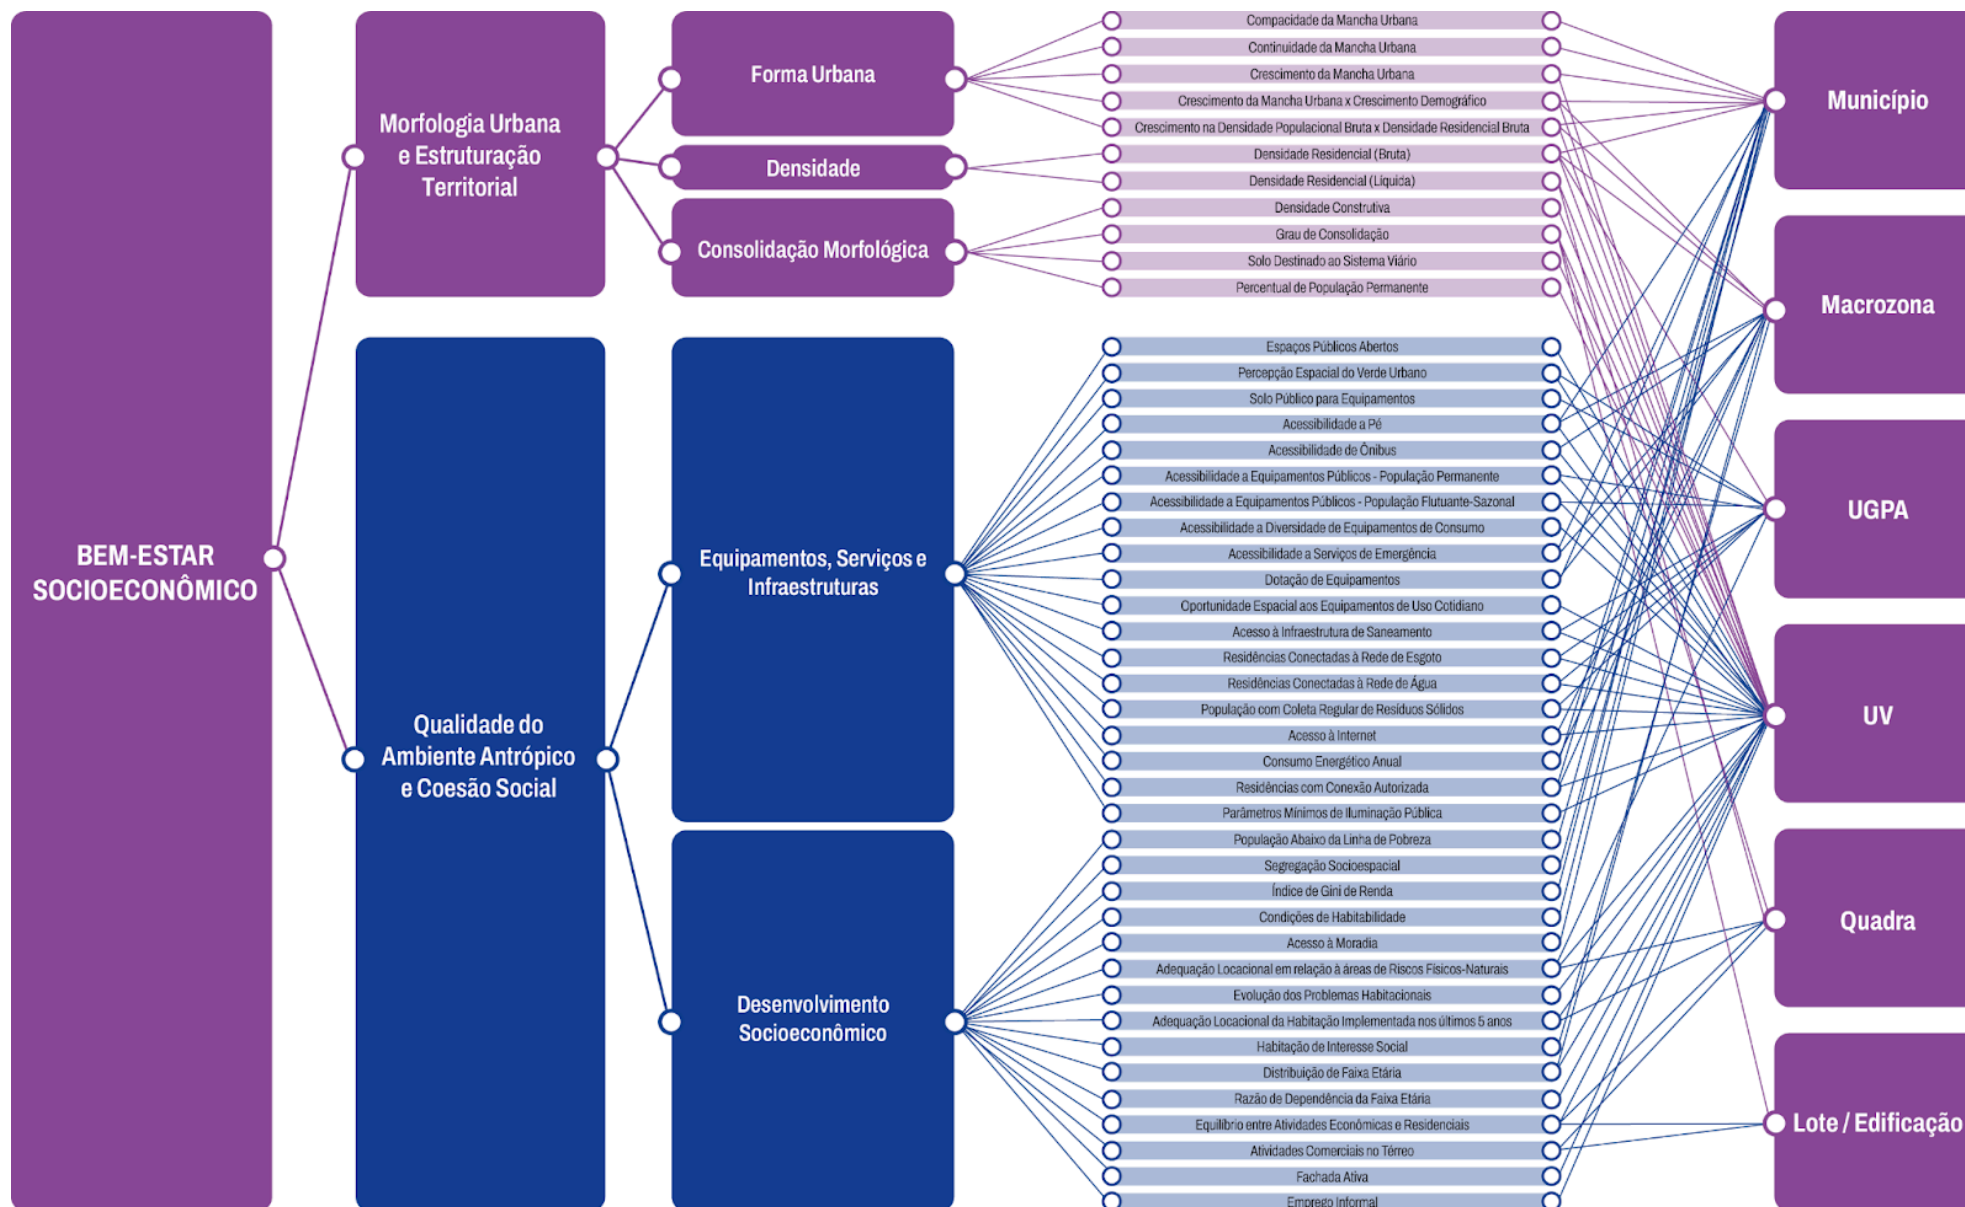 BEM-ESTAR
SOCIOECONÔMICO
Morfologia Urbana
e Estruturação
Territorial
Qualidade do
Ambiente Antrópico
e Coesão Social
Forma Urbana
Densidade
Consolidação Morfológica
Equipamentos, Serviços e
Infraestruturas
Desenvolvimento
Socioeconômico
Compacidade da Mancha Urbana
Continuidade da Mancha Urbana
Crescimento da Mancha Urbana
Crescimento da Mancha Urbana x Crescimento Demográfico
Crescimento na Densidade Populacional Bruta x Densidade Residencial Bruta
Densidade Residencial (Bruta)
Densidade Residencial (Líquida)
Densidade Construtiva
Grau de Consolidação
Solo Destinado ao Sistema Viário
Percentual de População Permanente
Espaços Públicos Abertos
Percepção Espacial do Verde Urbano
Solo Público para Equipamentos
Acessibilidade a Pé
Acessibilidade de Ônibus
Acessibilidade a Equipamentos Públicos - População Permanente
Acessibilidade a Equipamentos Públicos - População Flutuante-Sazonal
Acessibilidade a Diversidade de Equipamentos de Consumo
Acessibilidade a Serviços de Emergência
Dotação de Equipamentos
Oportunidade Espacial aos Equipamentos de Uso Cotidiano
Acesso à Infraestrutura de Saneamento
Residências Conectadas à Rede de Esgoto
Residências Conectadas à Rede de Água
População com Coleta Regular de Resíduos Sólidos
Acesso à Internet
Consumo Energético Anual
Residências com Conexão Autorizada
Parâmetros Mínimos de Iluminação Pública
População Abaixo da Linha de Pobreza
Segregação Socioespacial
Índice de Gini de Renda
Condições de Habitabilidade
Acesso à Moradia
Adequação Locacional em relação à áreas de Riscos Físicos-Naturais
Evolução dos Problemas Habitacionais
Adequação Locacional da Habitação Implementada nos últimos 5 anos
Habitação de Interesse Social
Distribuição de Faixa Etária
Razão de Dependência da Faixa Etária
Equilíbrio entre Atividades Econômicas e Residenciais
Atividades Comerciais no Térreo
Fachada Ativa
Emprego Informal
Município
Macrozona
UGPA
UV
Quadra
Lote / Edificação